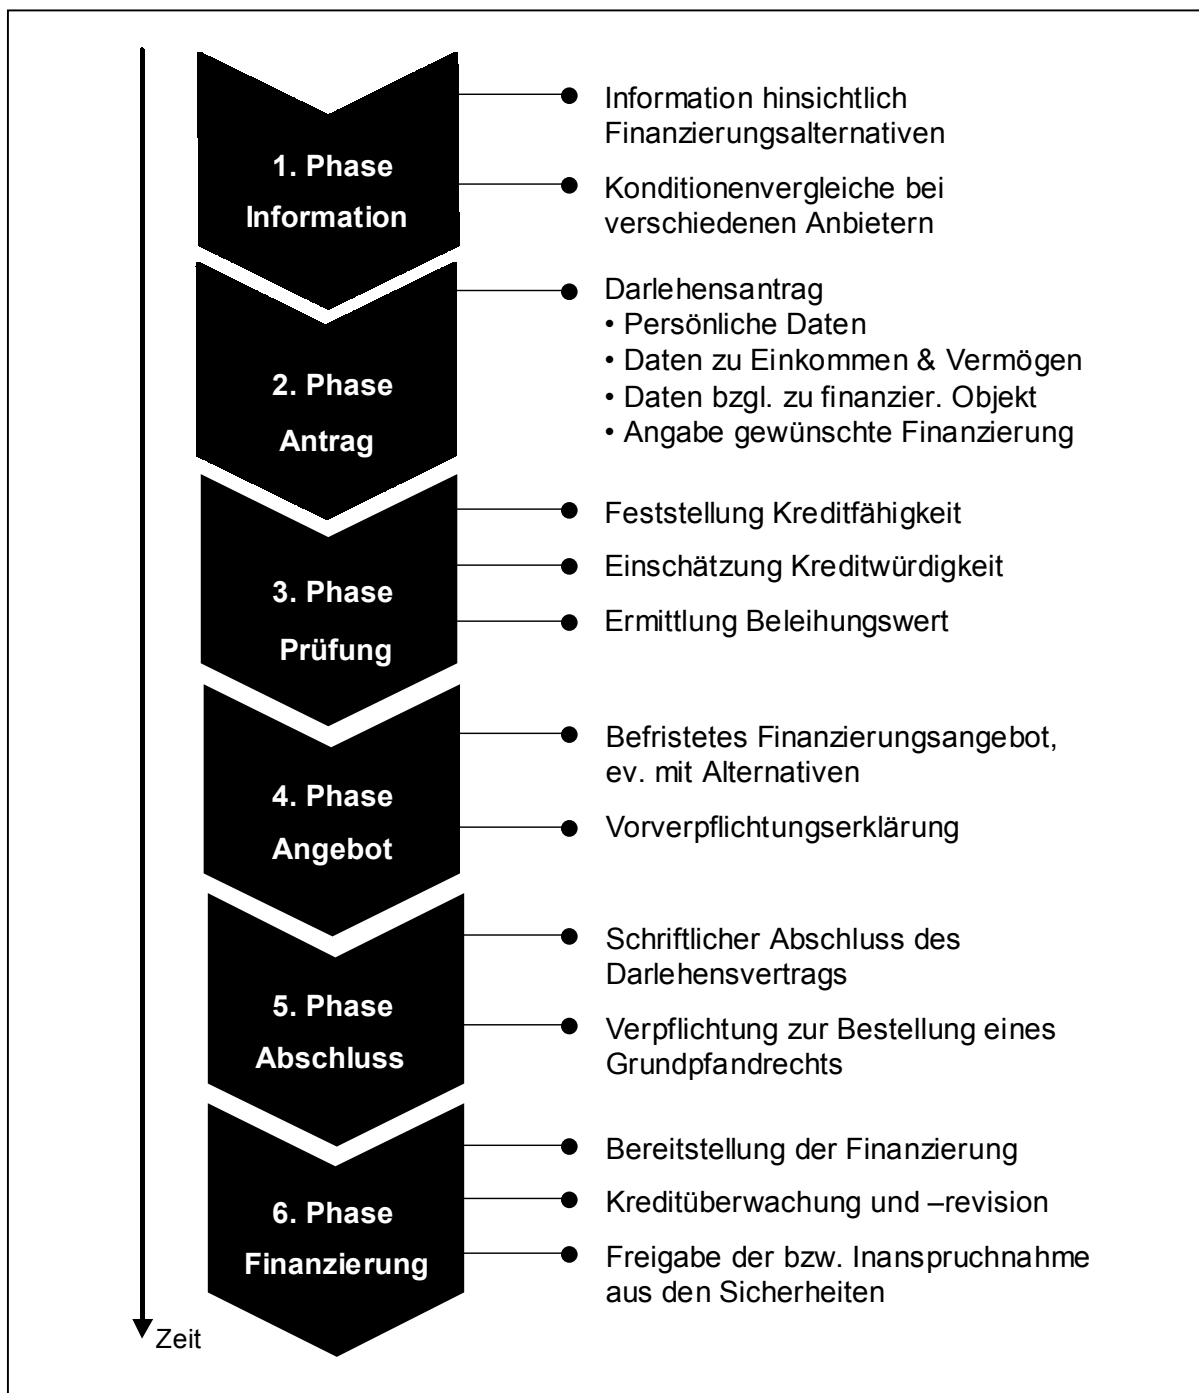 1. Phase
Information
Information hinsichtlich
Finanzierungsalternativen
Konditionenvergleiche bei
verschiedenen Anbietern
2. Phase
Antrag
Darlehensantrag
• Persönliche Daten
• Daten zu Einkommen & Vermögen
• Daten bzgl. zu finanzier. Objekt
• Angabe gewünschte Finanzierung
3. Phase
Prüfung
Feststellung Kreditfähigkeit
Einschätzung Kreditwürdigkeit
Ermittlung Beleihungswert
4. Phase
Angebot
Befristetes Finanzierungsangebot,
ev. mit Alternativen
Vorverpflichtungserklärung
5. Phase
Abschluss
Schriftlicher Abschluss des
Darlehensvertrags
Verpflichtung zur Bestellung eines
Grundpfandrechts
6. Phase
Finanzierung
Bereitstellung der Finanzierung
Kreditüberwachung und –revision
Freigabe der bzw. Inanspruchnahme
aus den Sicherheiten
Zeit